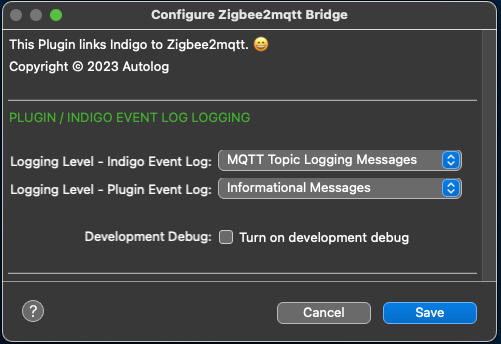 Configure Zigbee2mqtt Bridge
This Plugin links Indigo to Zigbee2mqtt. 😀
Copyright © 2023 Autolog
PLUGIN / INDIGO EVENT LOG LOGGING
Logging Level - Indigo Event Log: MQTT Topic Logging Messages
Logging Level - Plugin Event Log: Informational Messages
Development Debug: Turn on development debug
? Cancel Save